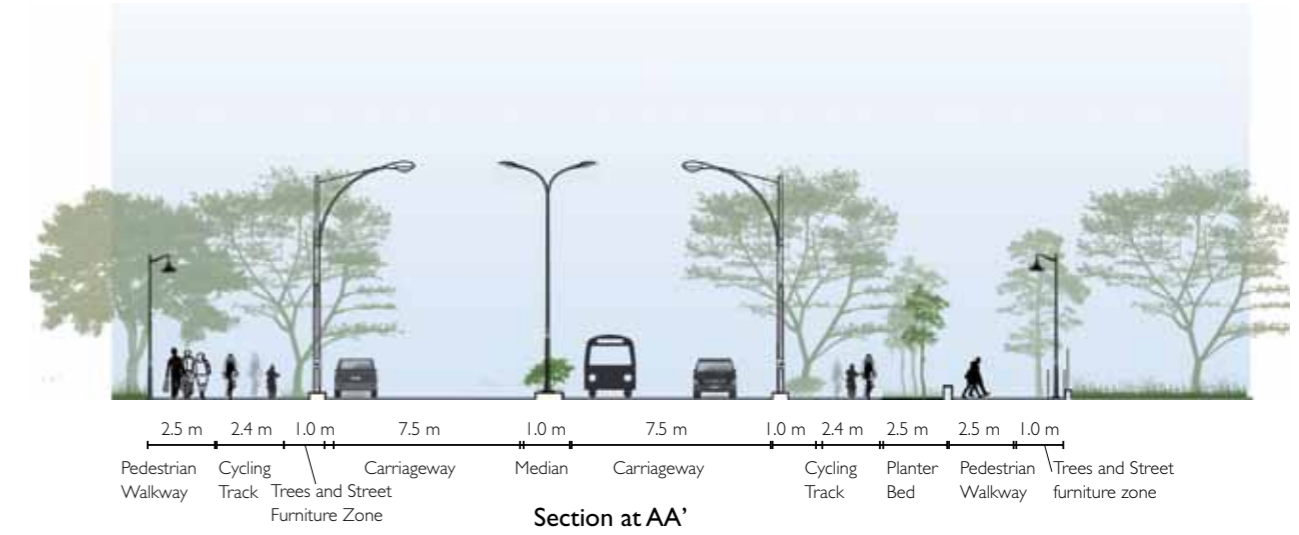 2.5 m 2.4 m 1.0 m 7.5 m 1.0 m 7.5 m 1.0 m 2.4 m 2.5 m 2.5 m 1.0 m
Pedestrian
Walkway
Cycling
Track
Trees and Street
Furniture Zone
Carriageway
Median
Carriageway
Cycling
Track
Planter
Bed
Pedestrian
Walkway
Trees and Street
furniture zone
Section at AA'